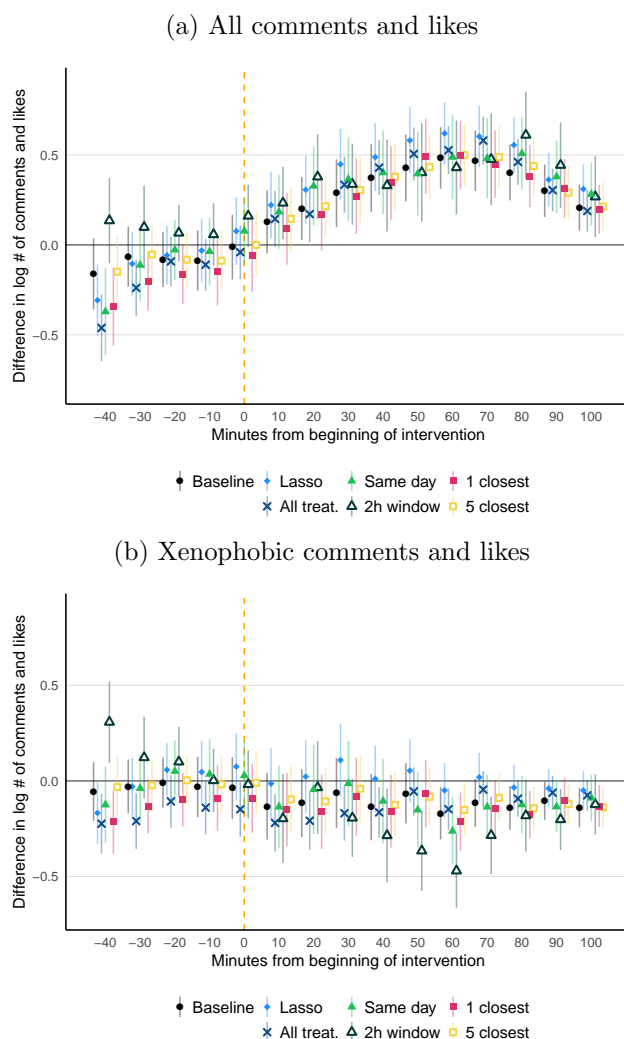 (a) All comments and likes
Difference in log # of comments and likes
0.5
0.0
−0.5
−40 −30 −20 −10 0 10 20 30 40 50 60 70 80 90 100
Minutes from beginning of intervention
Baseline Lasso Same day 1 closest
All treat. 2h window 5 closest
(b) Xenophobic comments and likes
Difference in log # of comments and likes
0.5
0.0
−0.5
−40 −30 −20 −10 0 10 20 30 40 50 60 70 80 90 100
Minutes from beginning of intervention
Baseline Lasso Same day 1 closest
All treat. 2h window 5 closest